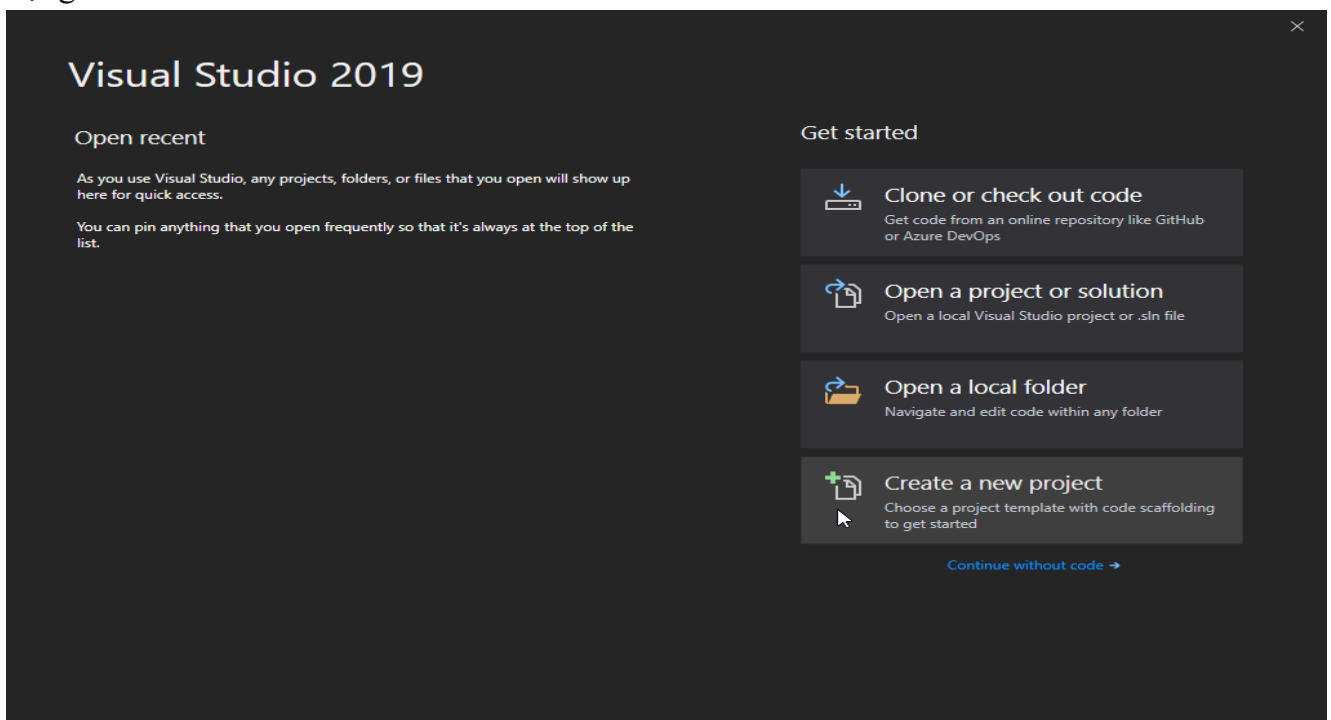 Visual Studio 2019
Open recent
As you use Visual Studio, any projects, folders, or files that you open will show up
here for quick access.
You can pin anything that you open frequently so that it's always at the top of the
list.
Get started
Clone or check out code
Get code from an online repository like GitHub
or Azure DevOps
Open a project or solution
Open a local Visual Studio project or .sln file
Open a local folder
Navigate and edit code within any folder
Create a new project
Choose a project template with code scaffolding
to get started
Continue without code →